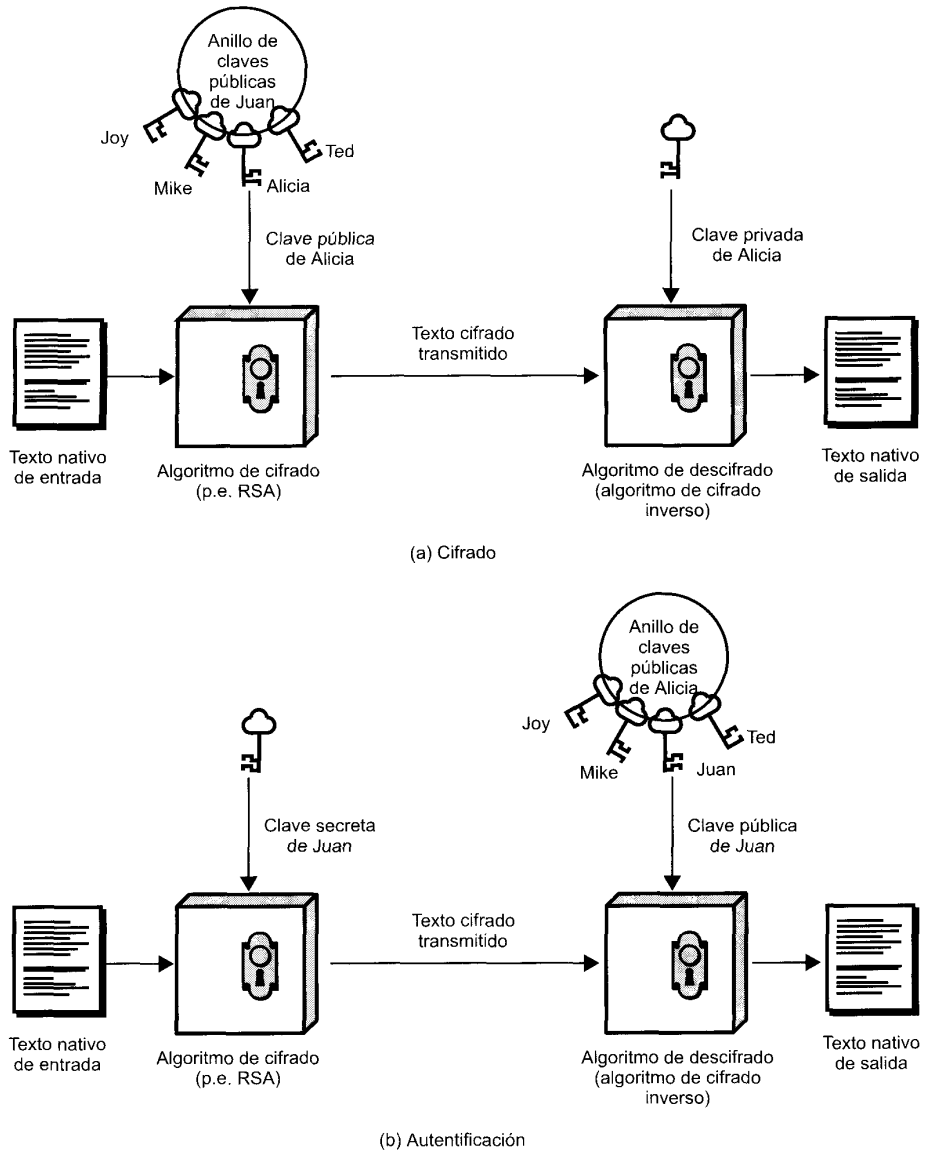 Anillo de
claves
públicas
de Juan
Joy
Mike
Alicia
Ted
Clave pública
de Alicia
Clave privada
de Alicia
Texto cifrado
transmitido
Texto nativo
de entrada
Algoritmo de cifrado
(p.e. RSA)
Algoritmo de descifrado
(algoritmo de cifrado
inverso)
Texto nativo
de salida
(a) Cifrado
Anillo de
claves
públicas
de Alicia
Joy
Mike
Juan
Ted
Clave secreta
de Juan
Clave pública
de Juan
Texto cifrado
transmitido
Texto nativo
de entrada
Algoritmo de cifrado
(p.e. RSA)
Algoritmo de descifrado
(algoritmo de cifrado
inverso)
Texto nativo
de salida
(b) Autentificación